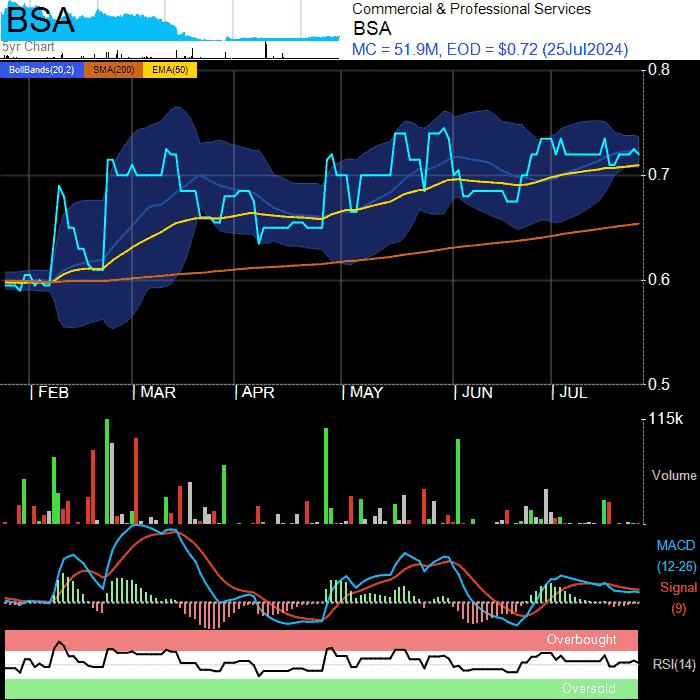 BSA
5yr Chart
Commercial & Professional Services
BSA
MC = 51.9M, EOD = $0.72 (25Jul2024)
BollBands(20,2) SMA(200) EMA(50)
0.8
0.7
0.6
0.5
FEB MAR APR MAY JUN JUL
115k
Volume
MACD
(12-26)
Signal
(9)
Overbought
RSI(14)
Oversold